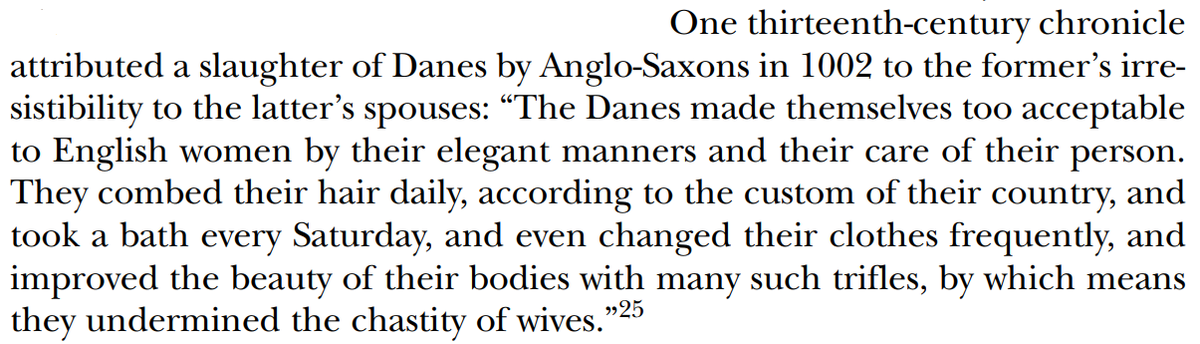 One thirteenth-century chronicle
attributed a slaughter of Danes by Anglo-Saxons in 1002 to the former’s irre-
sistibility to the latter’s spouses: “The Danes made themselves too acceptable
to English women by their elegant manners and their care of their person.
They combed their hair daily, according to the custom of their country, and
took a bath every Saturday, and even changed their clothes frequently, and
improved the beauty of their bodies with many such trifles, by which means
they undermined the chastity of wives.”25